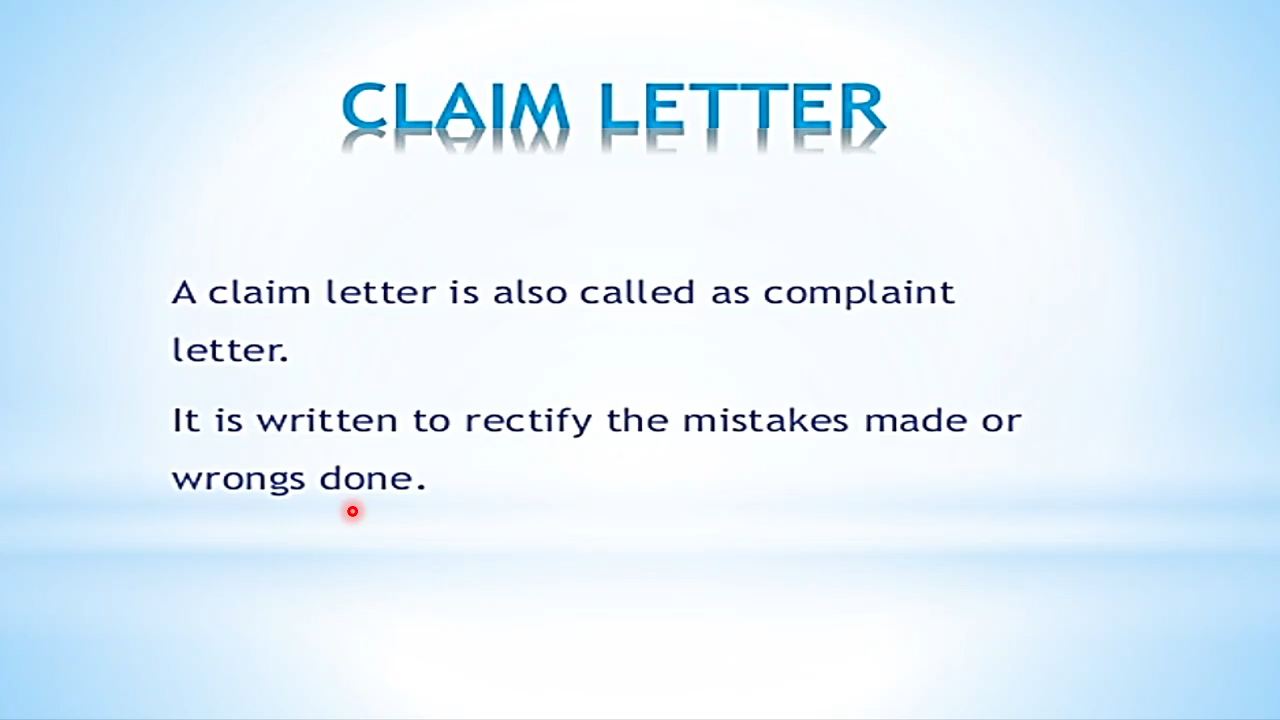 CLAIM LETTER
A claim letter is also called as complaint
letter.
It is written to rectify the mistakes made or
wrongs done.